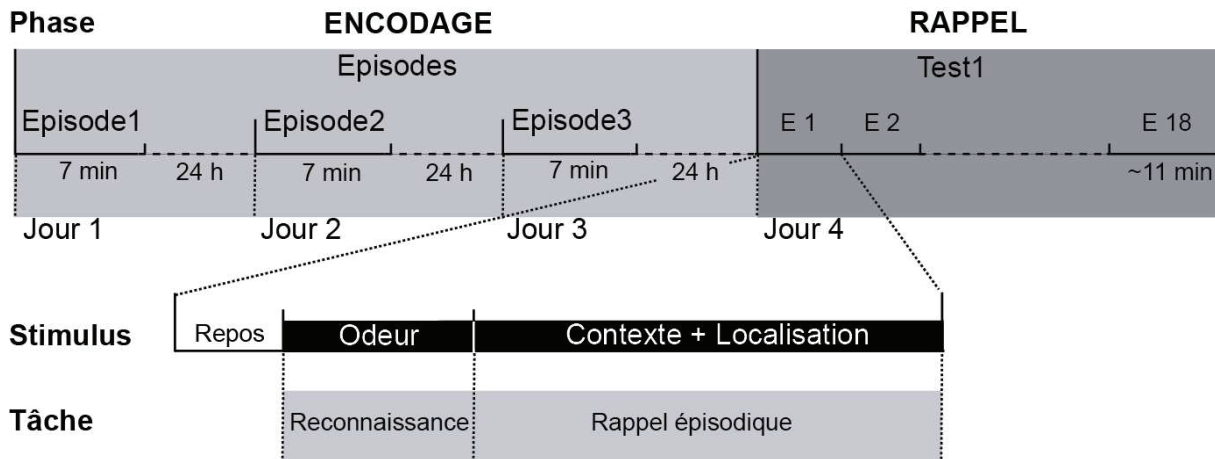 Phase ENCODAGE RAPPEL
Episodes Test1
Episode1 Episode2 Episode3 E 1 E 2 E 18
7 min 24 h 7 min 24 h 7 min 24 h ~11 min
Jour 1 Jour 2 Jour 3 Jour 4
Stimulus Repos Odeur Contexte + Localisation
Tâche Reconnaissance Rappel épisodique